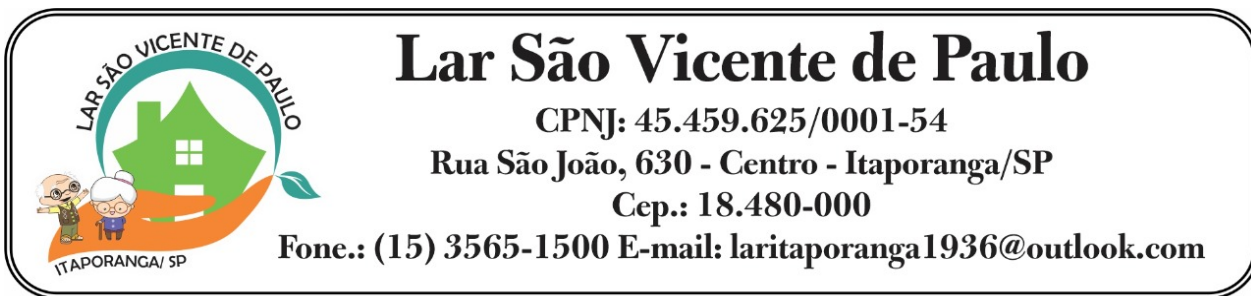 LAR SÃO VICENTE DE PAULO
ITAPORANGA/ SP
Lar São Vicente de Paulo
CPNJ: 45.459.625/0001-54
Rua São João, 630 - Centro - Itaporanga/SP
Cep.: 18.480-000
Fone.: (15) 3565-1500 E-mail: laritaporanga1936@outlook.com